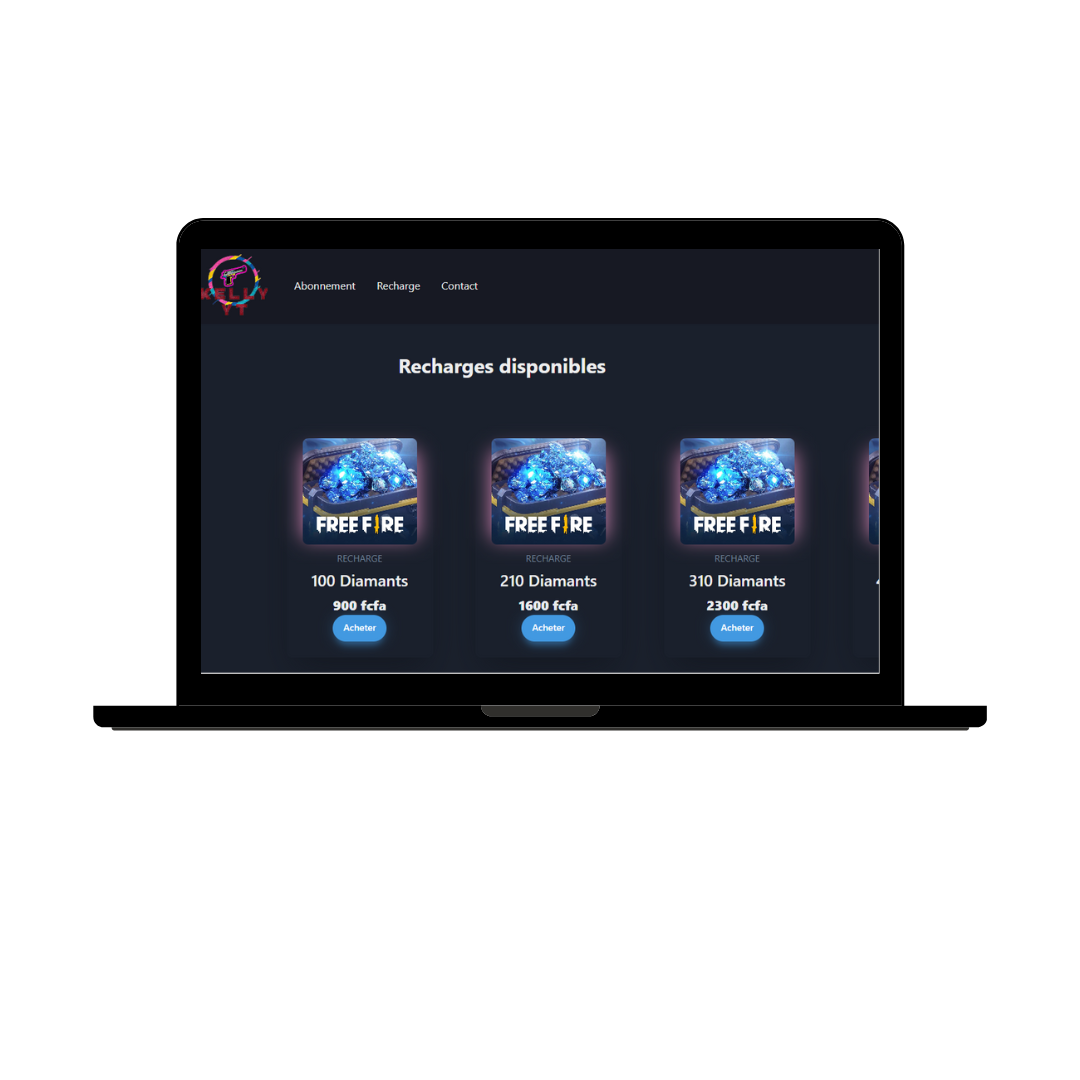 KELLY
YT
Abonnement Recharge Contact
Recharges disponibles
FREE FIRE FREE FIRE FREE FIRE
RECHARGE RECHARGE RECHARGE
100 Diamants 210 Diamants 310 Diamants
900 fcfa 1600 fcfa 2300 fcfa
Acheter Acheter Acheter